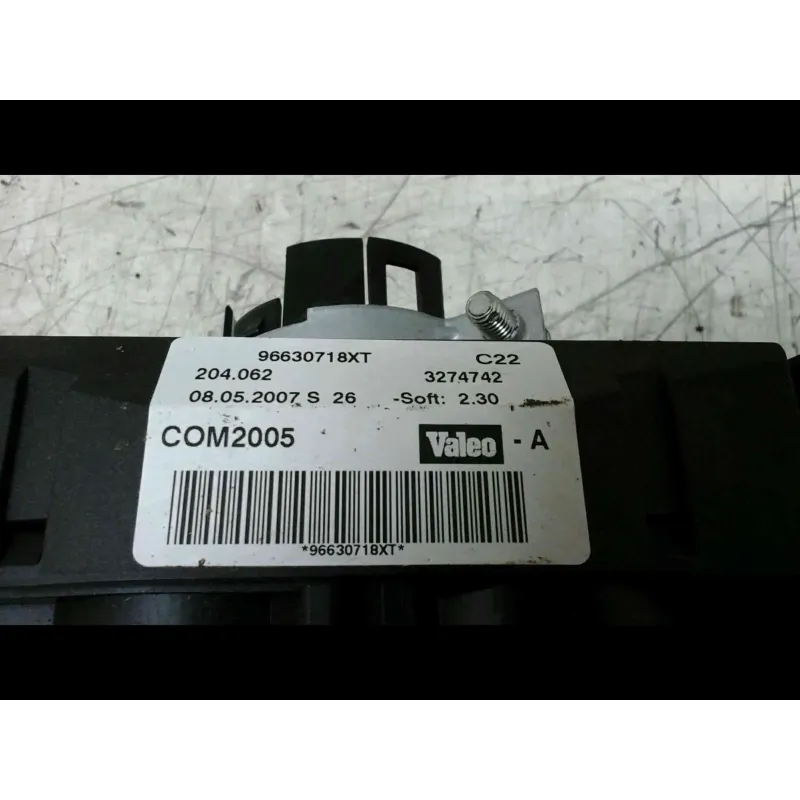 96630718XT C22
204.062 3274742
08.05.2007 S 26 -Soft: 2.30
COM2005 Valeo - A
*96630718XT*